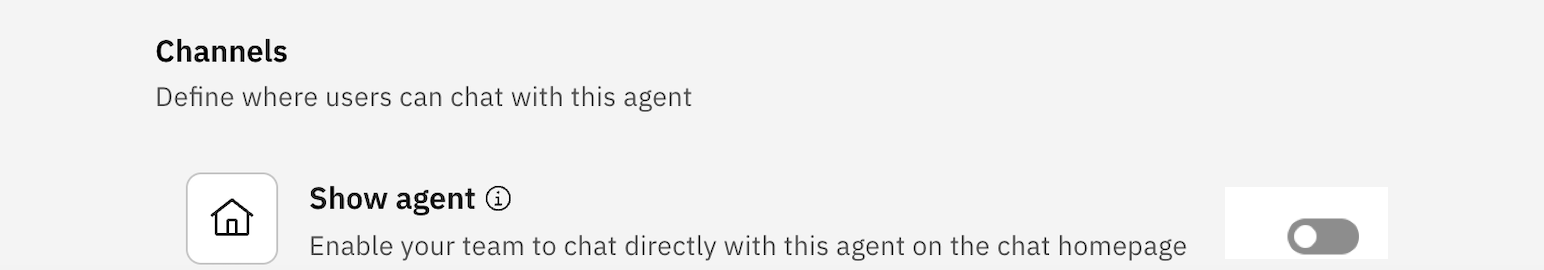 Channels
Define where users can chat with this agent
Show agent
Enable your team to chat directly with this agent on the chat homepage